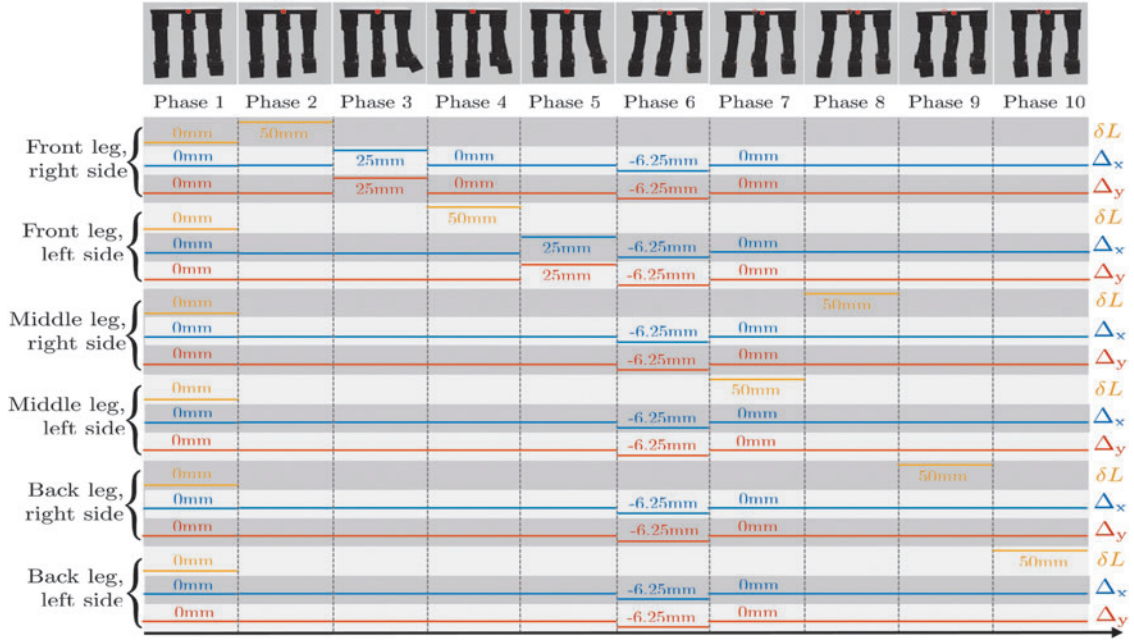 Phase 1 Phase 2 Phase 3 Phase 4 Phase 5 Phase 6 Phase 7 Phase 8 Phase 9 Phase 10
Front leg,
right side
0mm 50mm δL
0mm 25mm 0mm -6.25mm 0mm Δx
0mm 25mm 0mm -6.25mm 0mm Δy
Front leg,
left side
0mm 50mm δL
0mm 25mm -6.25mm 0mm Δx
0mm 25mm -6.25mm 0mm Δy
Middle leg,
right side
0mm 50mm δL
0mm -6.25mm 0mm Δx
0mm -6.25mm 0mm Δy
Middle leg,
left side
0mm 50mm δL
0mm -6.25mm 0mm Δx
0mm -6.25mm 0mm Δy
Back leg,
right side
0mm 50mm δL
0mm -6.25mm 0mm Δx
0mm -6.25mm 0mm Δy
Back leg,
left side
0mm 50mm δL
0mm -6.25mm 0mm Δx
0mm -6.25mm 0mm Δy